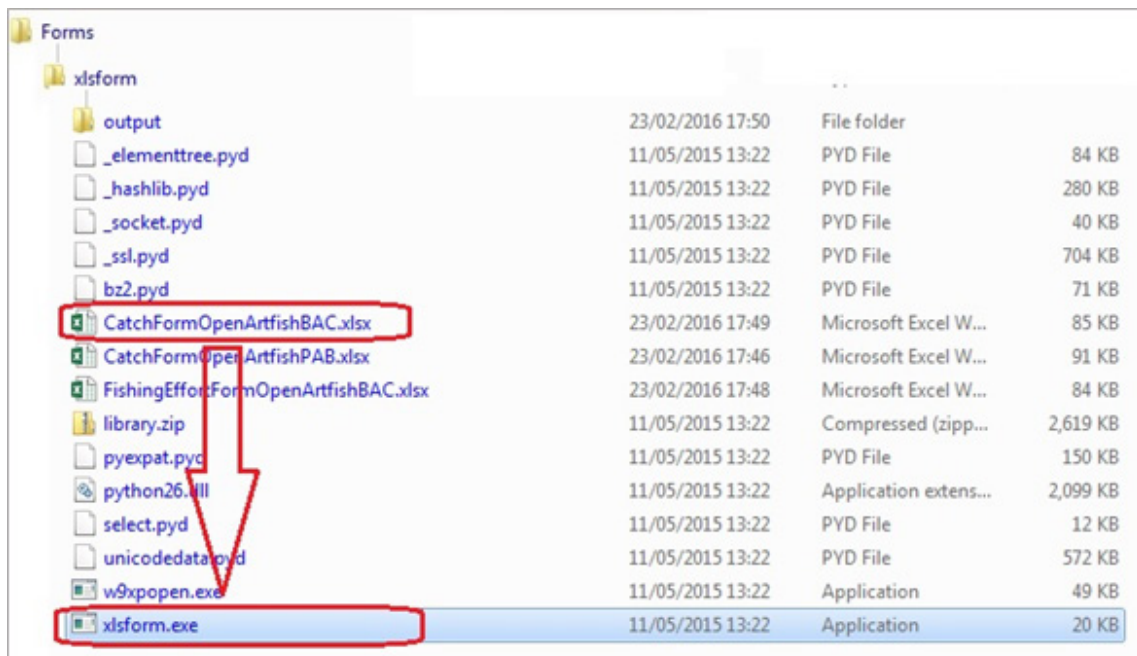 Forms
xlsform
output 23/02/2016 17:50 File folder
_elementtree.pyd 11/05/2015 13:22 PYD File 84 KB
_hashlib.pyd 11/05/2015 13:22 PYD File 280 KB
_socket.pyd 11/05/2015 13:22 PYD File 40 KB
_ssl.pyd 11/05/2015 13:22 PYD File 704 KB
bz2.pyd 11/05/2015 13:22 PYD File 71 KB
CatchFormOpenArtfishBAC.xlsx 23/02/2016 17:49 Microsoft Excel W... 85 KB
CatchFormOpenArtfishPAB.xlsx 23/02/2016 17:46 Microsoft Excel W... 91 KB
FishingEffortFormOpenArtfishBAC.xlsx 23/02/2016 17:48 Microsoft Excel W... 84 KB
library.zip 11/05/2015 13:22 Compressed (zipp... 2,619 KB
pyexpat.pyd 11/05/2015 13:22 PYD File 150 KB
python26.dll 11/05/2015 13:22 Application extens... 2,099 KB
select.pyd 11/05/2015 13:22 PYD File 12 KB
unicodedata.pyd 11/05/2015 13:22 PYD File 572 KB
w9xpopen.exe 11/05/2015 13:22 Application 49 KB
xlsform.exe 11/05/2015 13:22 Application 20 KB